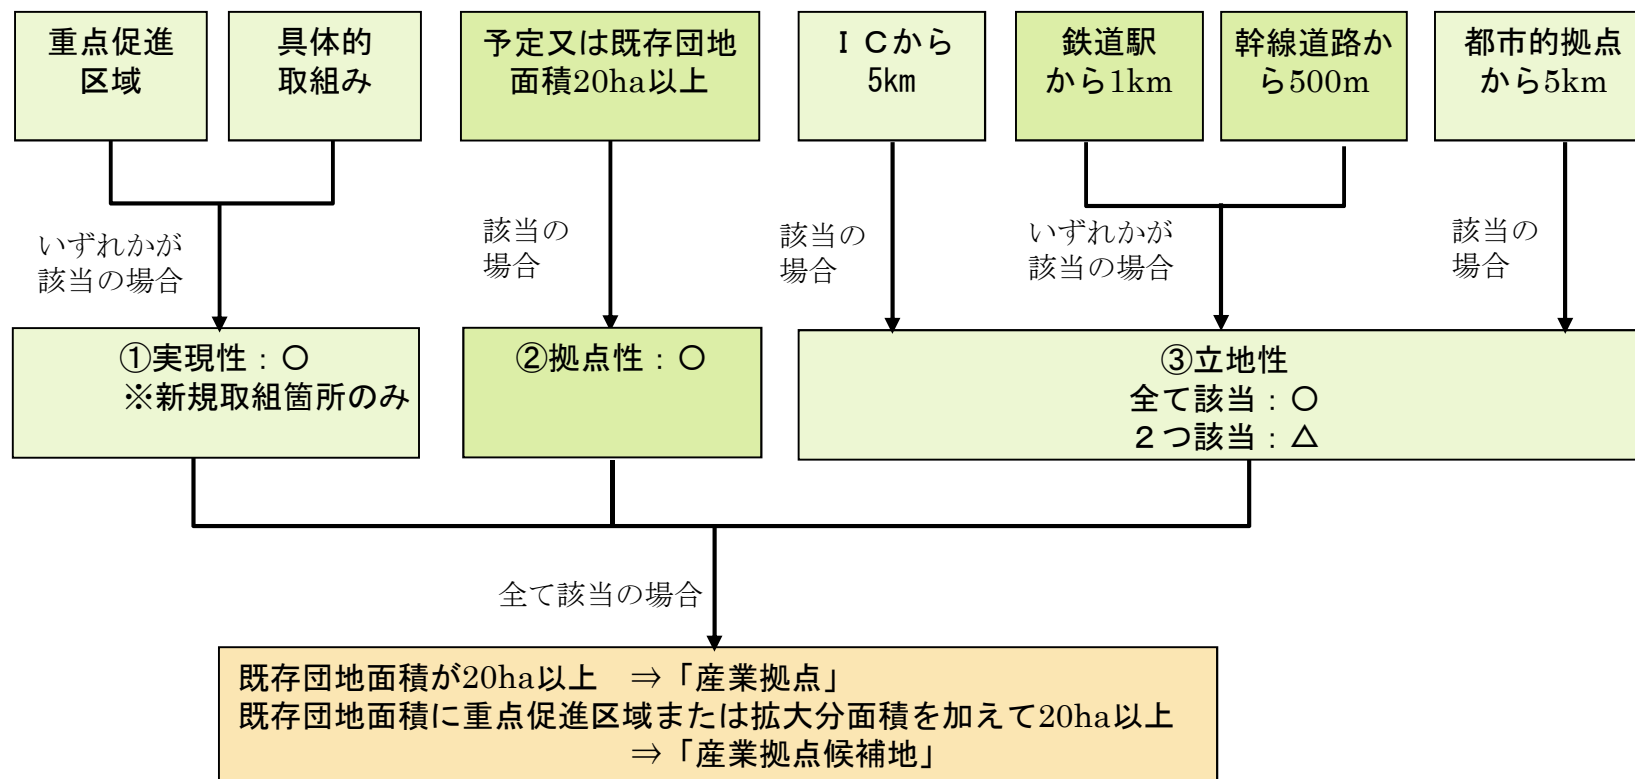 重点促進
区域
具体的
取組み
予定又は既存団地
面積20ha以上
ＩＣから
5km
鉄道駅
から1km
幹線道路か
ら500m
都市的拠点
から5km
いずれかが
該当の場合
該当の
場合
該当の
場合
いずれかが
該当の場合
該当の
場合
①実現性：〇
※新規取組箇所のみ
②拠点性：〇
③立地性
全て該当：〇
２つ該当：△
全て該当の場合
既存団地面積が20ha以上　⇒「産業拠点」
既存団地面積に重点促進区域または拡大分面積を加えて20ha以上
⇒「産業拠点候補地」